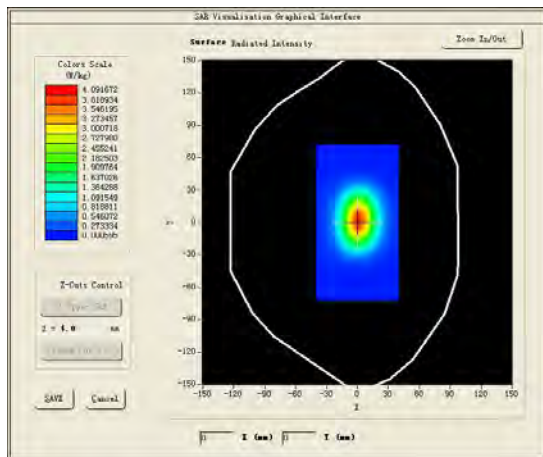 SAR Visualisation Graphical Interface
Surface Radiated Intensity
Zoom In/Out
Colors Scale
(W/kg)
4.091672
3.818934
3.546195
3.273457
3.000718
2.727980
2.455241
2.182503
1.909764
1.637026
1.364288
1.091549
0.818811
0.546072
0.273334
0.000595
150
120
90
60
30
0
-30
-60
-90
-120
-150
Y
-150 -120 -90 -60 -30 0 30 60 90 120 150
X
Z-Cuts Control
Z = 4.0 mm
SAVE
Cancel
0 X (mm) 0 Y (mm)